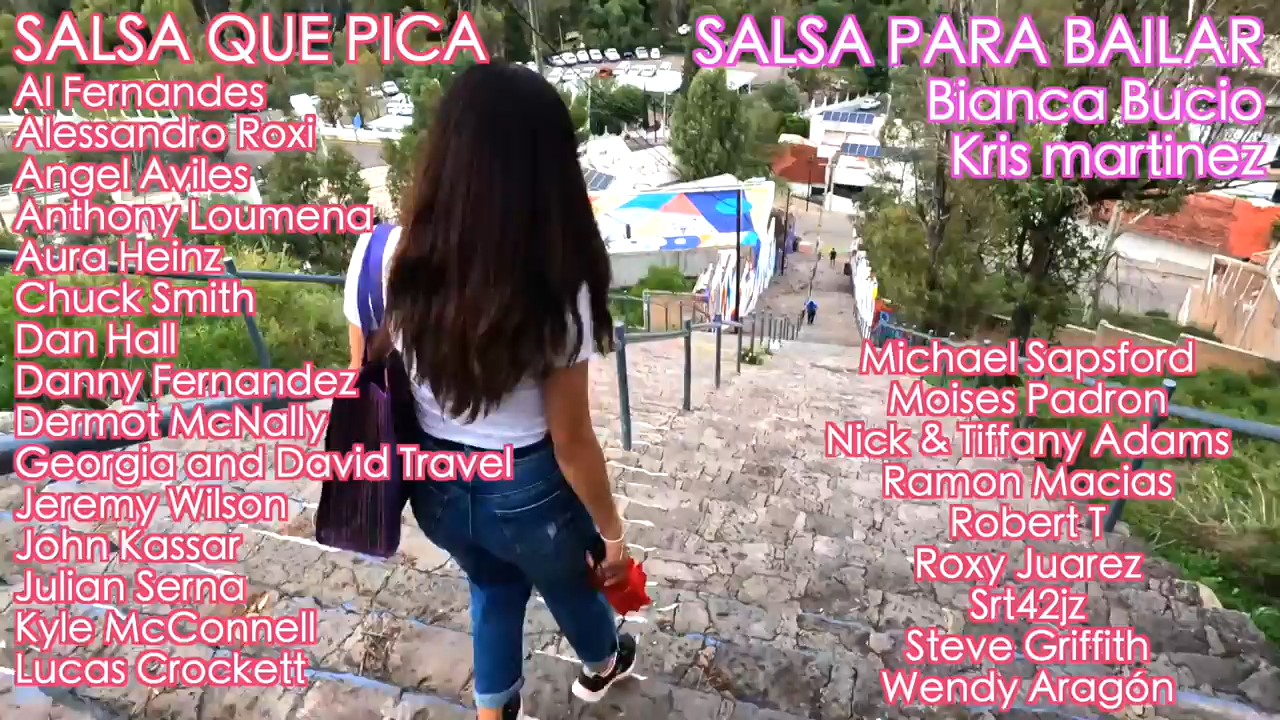 SALSA QUE PICA
Al Fernandes
Alessandro Roxi
Angel Aviles
Anthony Loumena
Aura Heinz
Chuck Smith
Dan Hall
Danny Fernandez
Dermot McNally
Georgia and David Travel
Jeremy Wilson
John Kassar
Julian Serna
Kyle McConnell
Lucas Crockett
SALSA PARA BAILAR
Bianca Bucio
Kris martinez
Michael Sapsford
Moises Padron
Nick & Tiffany Adams
Ramon Macias
Robert T
Roxy Juarez
Srt42jz
Steve Griffith
Wendy Aragón